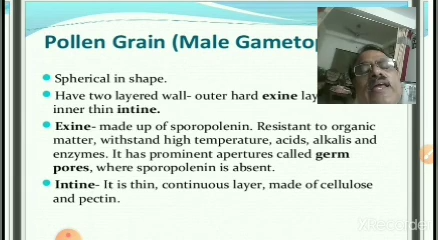 Pollen Grain (Male Gametop
Spherical in shape.
Have two layered wall- outer hard exine lay
inner thin intine.
Exine- made up of sporopolenin. Resistant to organic
matter, withstand high temperature, acids, alkalis and
enzymes. It has prominent apertures called germ
pores, where sporopolenin is absent.
Intine- It is thin, continuous layer, made of cellulose
and pectin.
XRecorder